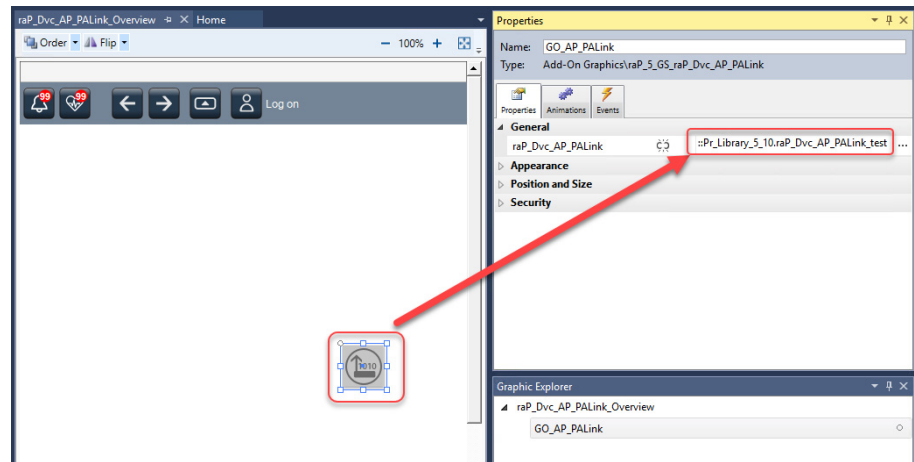 raP_Dvc_AP_PALink_Overview Home
Order Flip 100%
99 99 Log on
1010
Properties
Name: GO_AP_PALink
Type: Add-On Graphics\raP_5_GS_raP_Dvc_AP_PALink
Properties Animations Events
General
raP_Dvc_AP_PALink ::Pr_Library_5_10.raP_Dvc_AP_PALink_test ...
Appearance
Position and Size
Security
Graphic Explorer
raP_Dvc_AP_PALink_Overview
GO_AP_PALink